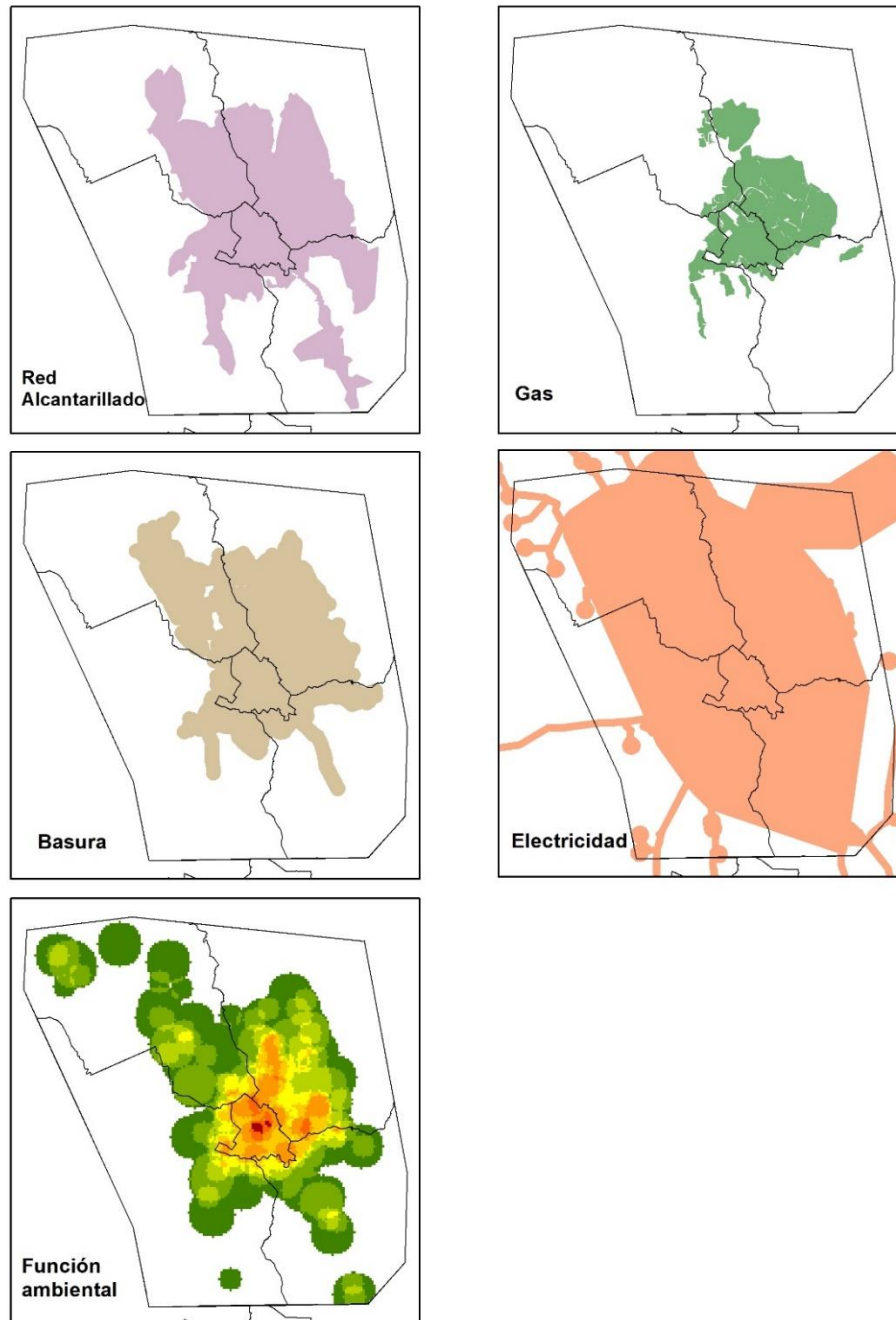 Red
Alcantarillado
Gas
Basura
Electricidad
Función
ambiental